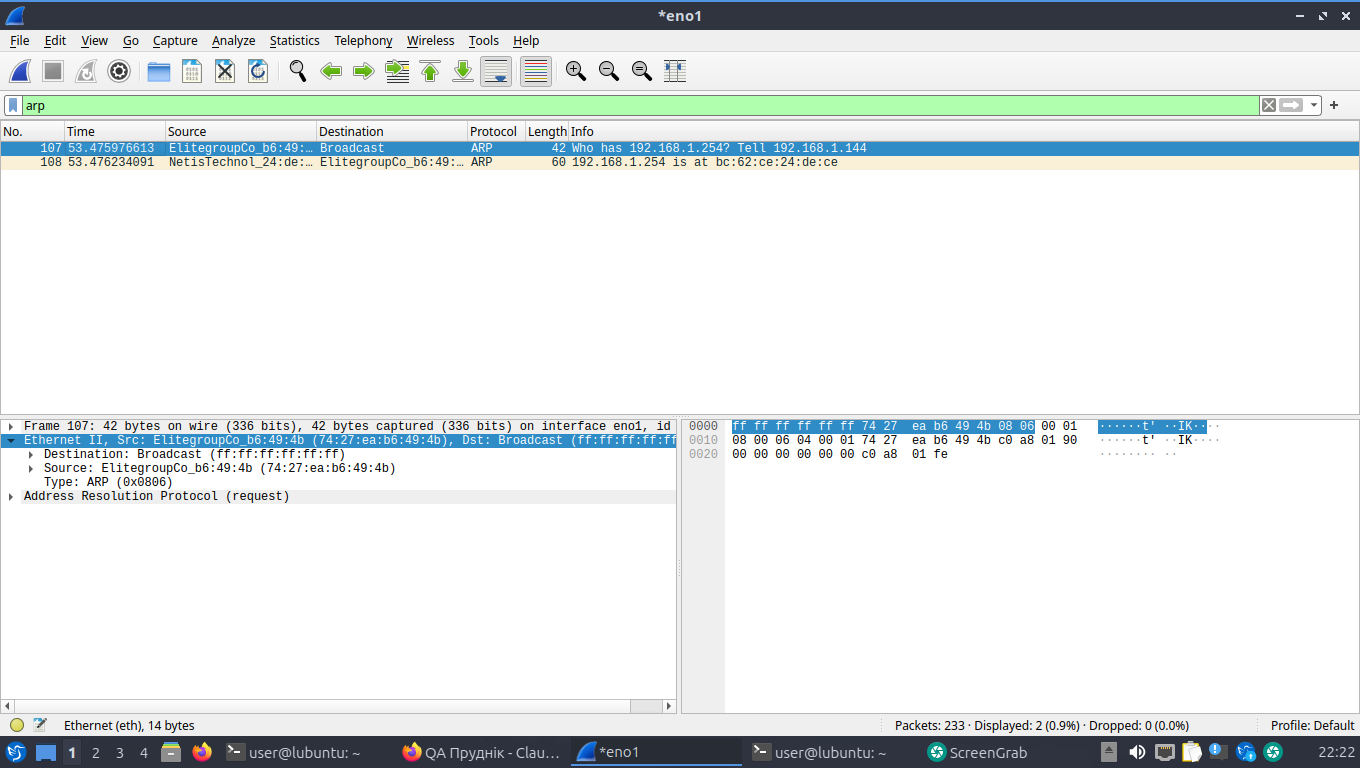 *eno1
File Edit View Go Capture Analyze Statistics Telephony Wireless Tools Help
arp
No. Time Source Destination Protocol Length Info
107 53.475976613 ElitegroupCo_b6:49:… Broadcast ARP 42 Who has 192.168.1.254? Tell 192.168.1.144
108 53.476234091 NetisTechnol_24:de:… ElitegroupCo_b6:49:… ARP 60 192.168.1.254 is at bc:62:ce:24:de:ce
Frame 107: 42 bytes on wire (336 bits), 42 bytes captured (336 bits) on interface eno1, id
Ethernet II, Src: ElitegroupCo_b6:49:4b (74:27:ea:b6:49:4b), Dst: Broadcast (ff:ff:ff:ff:ff
Destination: Broadcast (ff:ff:ff:ff:ff:ff)
Source: ElitegroupCo_b6:49:4b (74:27:ea:b6:49:4b)
Type: ARP (0x0806)
Address Resolution Protocol (request)
0000 ff ff ff ff ff ff 74 27 ea b6 49 4b 08 06 00 01 ······t' ··IK····
0010 08 00 06 04 00 01 74 27 ea b6 49 4b c0 a8 01 90 ······t' ··IK····
0020 00 00 00 00 00 00 c0 a8 01 fe ········ ··
Ethernet (eth), 14 bytes
Packets: 233 · Displayed: 2 (0.9%) · Dropped: 0 (0.0%)
Profile: Default
1 2 3 4 user@lubuntu: ~ QA Пруднік - Clau… *eno1 user@lubuntu: ~ ScreenGrab 22:22